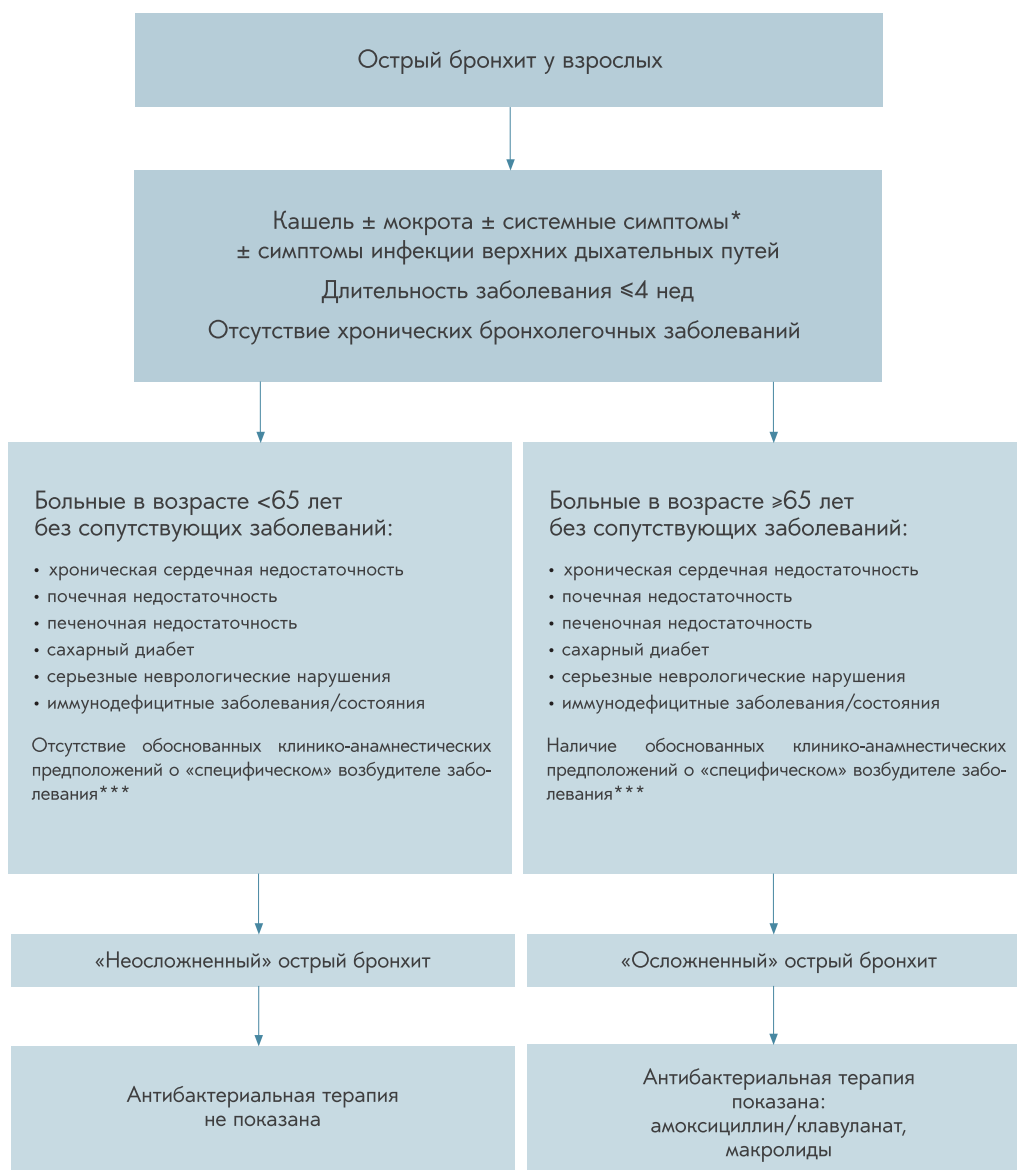 Острый бронхит у взрослых
Кашель ± мокрота ± системные симптомы*
± симптомы инфекции верхних дыхательных путей
Длительность заболевания ⩽4 нед
Отсутствие хронических бронхолегочных заболеваний
Больные в возрасте <65 лет
без сопутствующих заболеваний:
• хроническая сердечная недостаточность
• почечная недостаточность
• печеночная недостаточность
• сахарный диабет
• серьезные неврологические нарушения
• иммунодефицитные заболевания/состояния
Отсутствие обоснованных клинико-анамнестических
предположений о «специфическом» возбудителе забо-
левания***
Больные в возрасте ⩾65 лет
без сопутствующих заболеваний:
• хроническая сердечная недостаточность
• почечная недостаточность
• печеночная недостаточность
• сахарный диабет
• серьезные неврологические нарушения
• иммунодефицитные заболевания/состояния
Наличие обоснованных клинико-анамнестических
предположений о «специфическом» возбудителе забо-
левания***
«Неосложненный» острый бронхит
«Осложненный» острый бронхит
Антибактериальная терапия
не показана
Антибактериальная терапия
показана:
амоксициллин/клавуланат,
макролиды